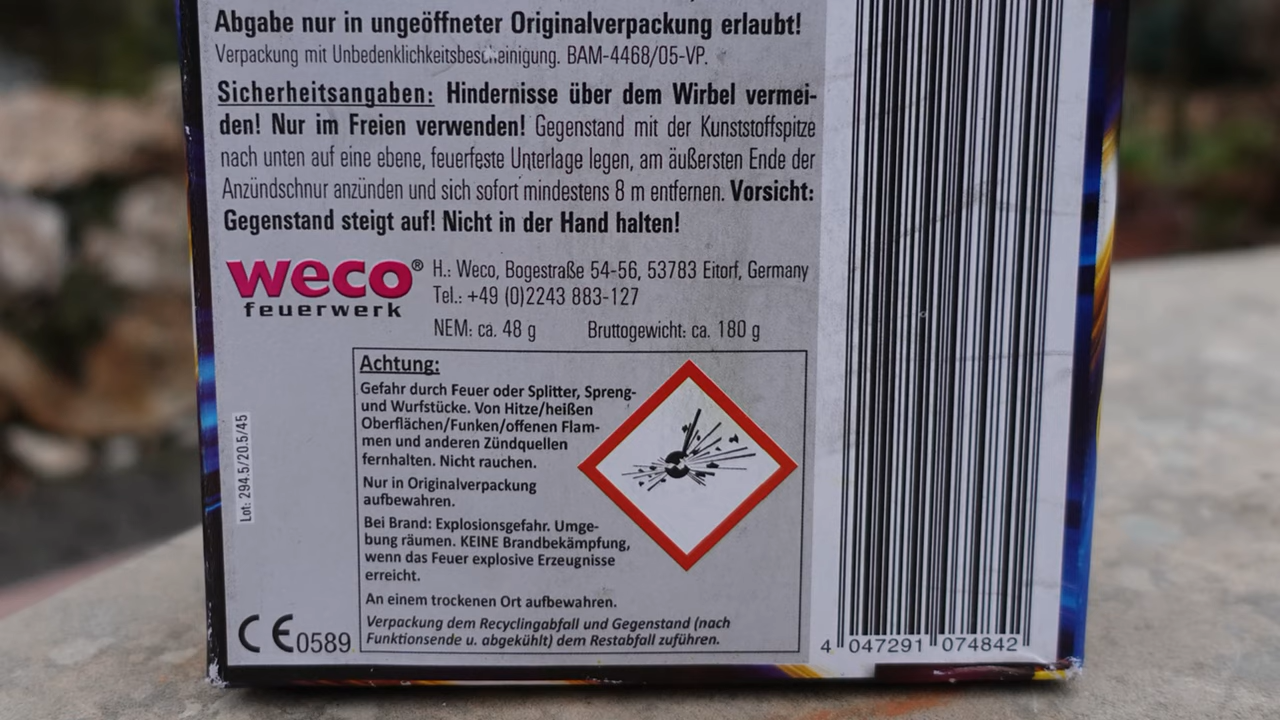 Abgabe nur in ungeöffneter Originalverpackung erlaubt!
Verpackung mit Unbedenklichkeitsbescheinigung. BAM-4468/05-VP.
Sicherheitsangaben: Hindernisse über dem Wirbel vermei-
den! Nur im Freien verwenden! Gegenstand mit der Kunststoffspitze
nach unten auf eine ebene, feuerfeste Unterlage legen, am äußersten Ende der
Anzündschnur anzünden und sich sofort mindestens 8 m entfernen. Vorsicht:
Gegenstand steigt auf! Nicht in der Hand halten!
weco®
feuerwerk
H.: Weco, Bogestraße 54-56, 53783 Eitorf, Germany
Tel.: +49 (0)2243 883-127
NEM: ca. 48 g Bruttogewicht: ca. 180 g
Achtung:
Gefahr durch Feuer oder Splitter, Spreng-
und Wurfstücke. Von Hitze/heißen
Oberflächen/Funken/offenen Flam-
men und anderen Zündquellen
fernhalten. Nicht rauchen.
Nur in Originalverpackung
aufbewahren.
Bei Brand: Explosionsgefahr. Umge-
bung räumen. KEINE Brandbekämpfung,
wenn das Feuer explosive Erzeugnisse
erreicht.
An einem trockenen Ort aufbewahren.
Verpackung dem Recyclingabfall und Gegenstand (nach
Funktionsende u. abgekühlt) dem Restabfall zuführen.
Lot: 294.5/20.5/45
CE0589
4 047291 074842